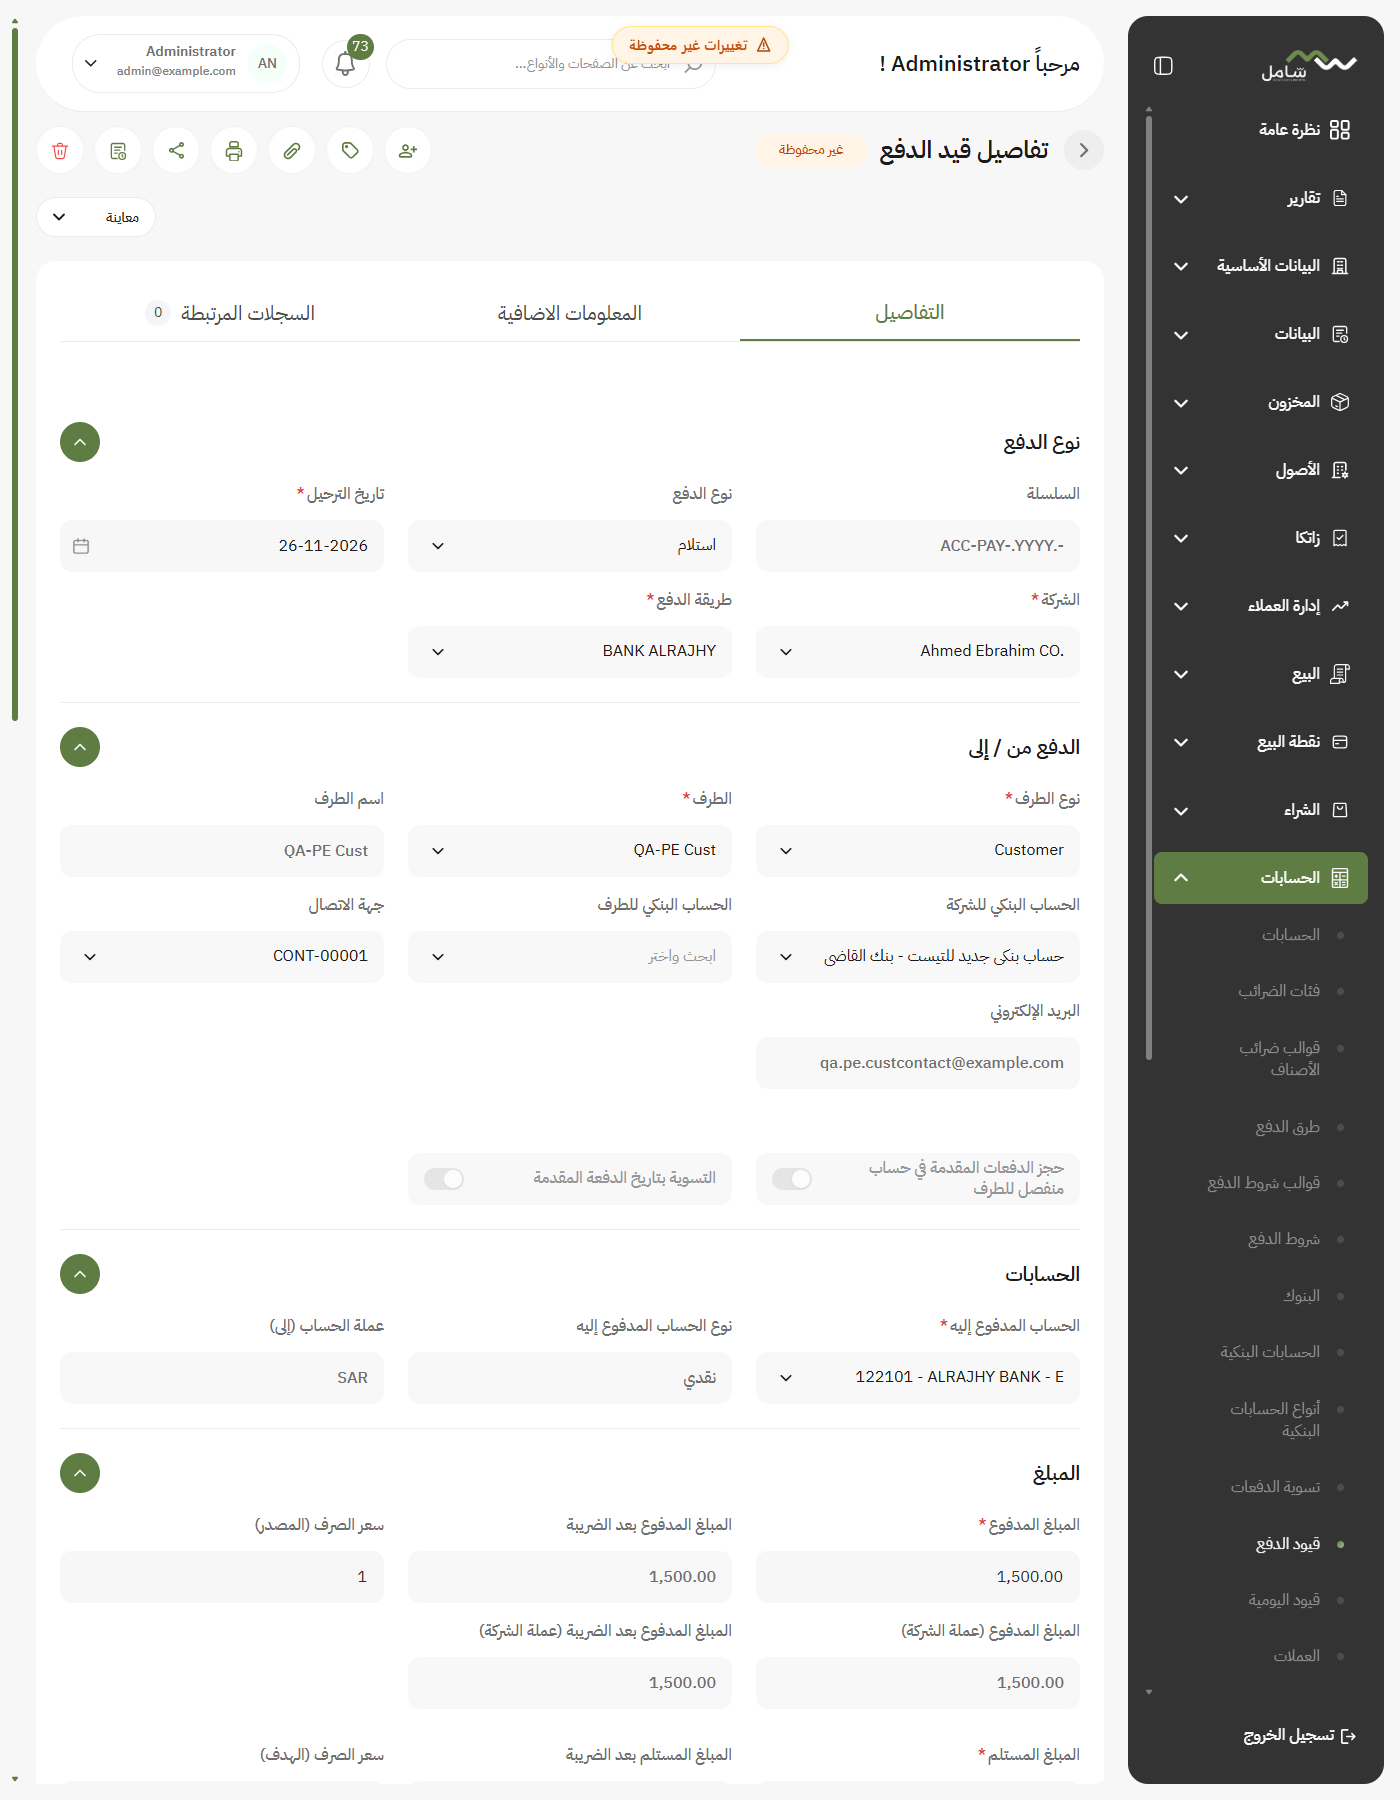 شامل
نظرة عامة
تقارير
البيانات الأساسية
البيانات
المخزون
الأصول
زاتكا
إدارة العملاء
البيع
نقطة البيع
الشراء
الحسابات
الحسابات
فئات الضرائب
قوالب ضرائب
الأصناف
طرق الدفع
قوالب شروط الدفع
شروط الدفع
البنوك
الحسابات البنكية
أنواع الحسابات
البنكية
تسوية الدفعات
قيود الدفع
قيود اليومية
العملات
تسجيل الخروج
مرحباً Administrator !
تغييرات غير محفوظة
ابحث عن الصفحات والأنواع...
73
AN
Administrator
admin@example.com
تفاصيل قيد الدفع
غير محفوظة
معاينة
التفاصيل
المعلومات الاضافية
السجلات المرتبطة 0
نوع الدفع
السلسلة
نوع الدفع
تاريخ الترحيل *
ACC-PAY-.YYYY.-
استلام
26-11-2026
الشركة *
طريقة الدفع *
Ahmed Ebrahim CO.
BANK ALRAJHY
الدفع من / إلى
نوع الطرف *
الطرف *
اسم الطرف
Customer
QA-PE Cust
QA-PE Cust
الحساب البنكي للشركة
الحساب البنكي للطرف
جهة الاتصال
حساب بنكى جديد للتيست - بنك القاضى
ابحث واختر
CONT-00001
البريد الإلكتروني
qa.pe.custcontact@example.com
حجز الدفعات المقدمة في حساب
منفصل للطرف
التسوية بتاريخ الدفعة المقدمة
الحسابات
الحساب المدفوع إليه *
نوع الحساب المدفوع إليه
عملة الحساب (إلى)
122101 - ALRAJHY BANK - E
نقدي
SAR
المبلغ
المبلغ المدفوع *
المبلغ المدفوع بعد الضريبة
سعر الصرف (المصدر)
1,500.00
1,500.00
1
المبلغ المدفوع (عملة الشركة)
المبلغ المدفوع بعد الضريبة (عملة الشركة)
1,500.00
1,500.00
المبلغ المستلم *
المبلغ المستلم بعد الضريبة
سعر الصرف (الهدف)